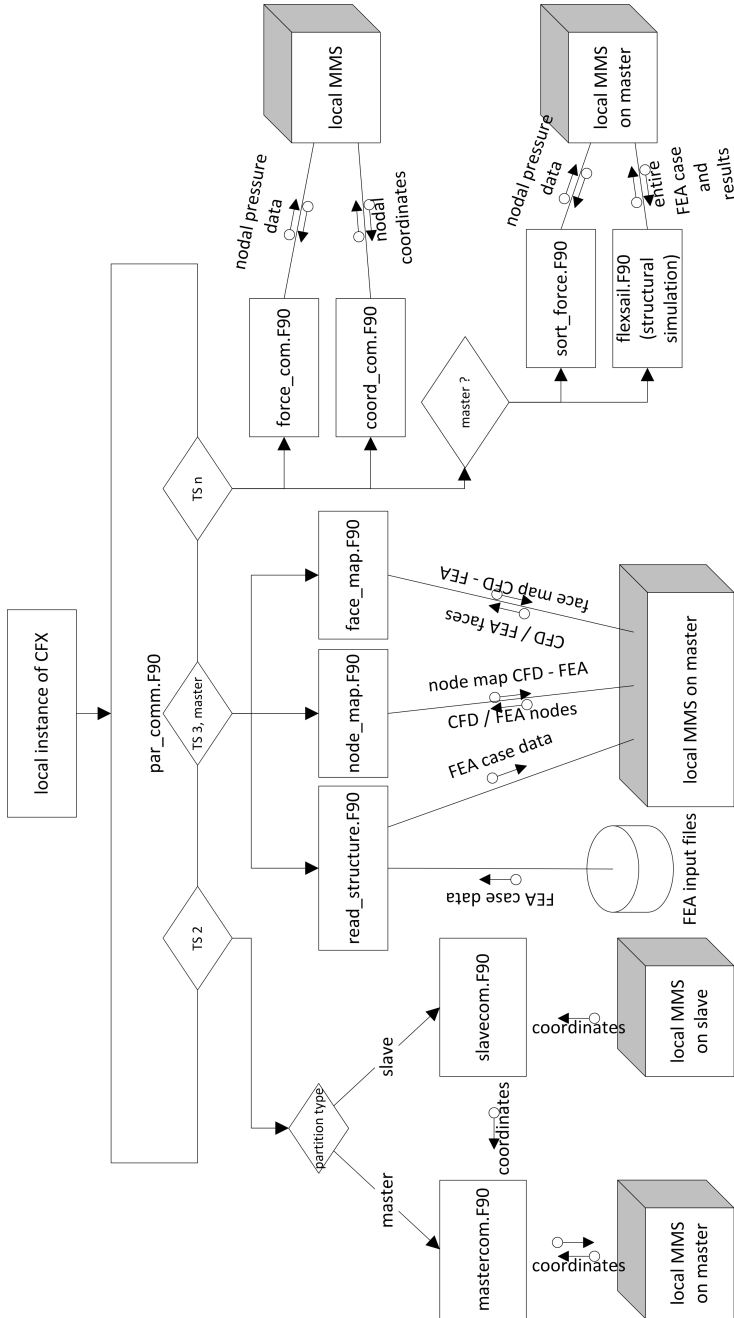 local instance of CFX
par_comm.F90
TS 2
TS 3, master
TS n
partition type
master
slave
mastercom.F90
slavecom.F90
coordinates
coordinates
coordinates
local MMS
on master
local MMS
on slave
read_structure.F90
node_map.F90
face_map.F90
FEA case data
FEA case data
CFD / FEA nodes
node map CFD - FEA
CFD / FEA faces
face map CFD - FEA
FEA input files
local MMS on master
force_com.F90
coord_com.F90
nodal pressure
data
nodal
coordinates
local MMS
master ?
sort_force.F90
flexsail.F90
(structural
simulation)
nodal pressure
data
entire
FEA case
and
results
local MMS
on master